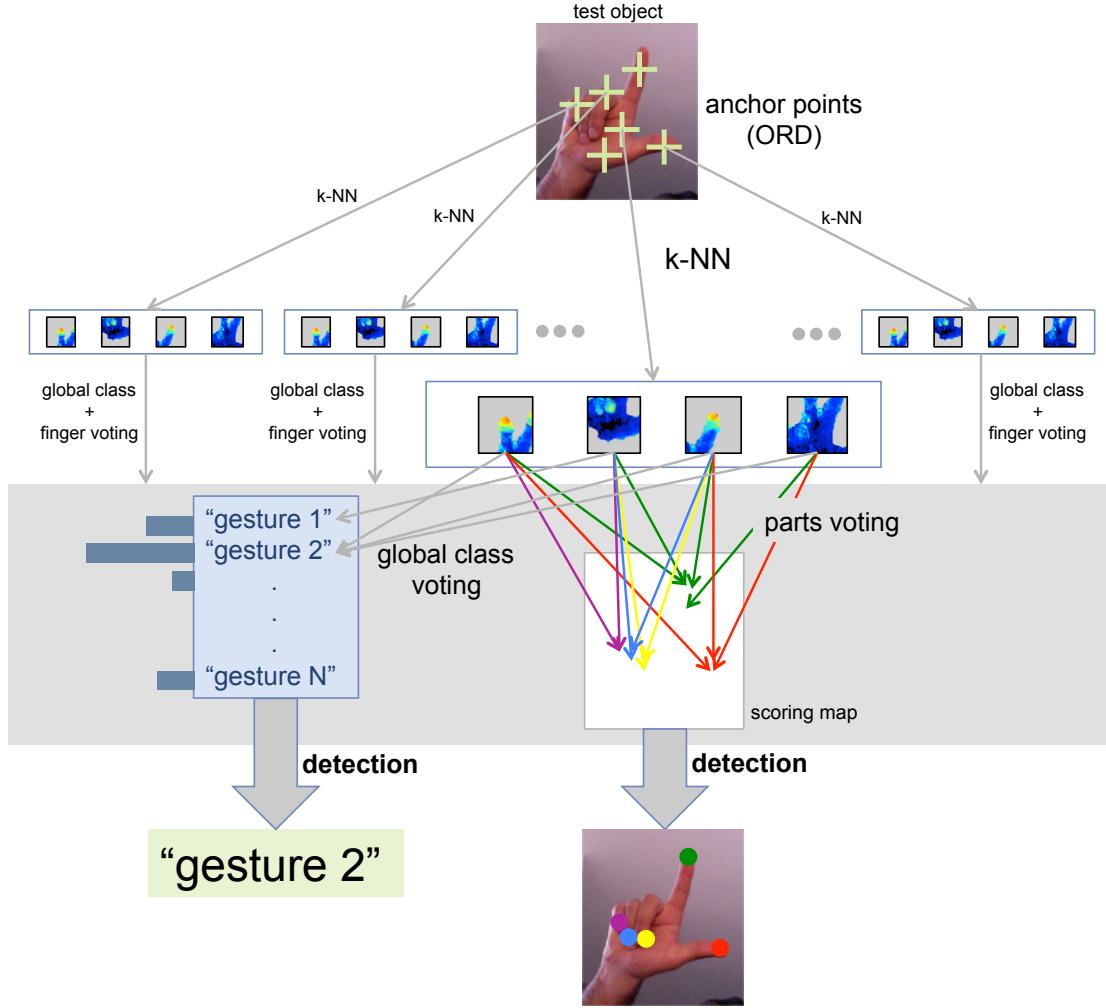 test object
anchor points
(ORD)
k-NN
k-NN
k-NN
k-NN
global class
+
finger voting
global class
+
finger voting
global class
+
finger voting
“gesture 1”
“gesture 2”
.
.
.
“gesture N”
global class
voting
parts voting
scoring map
detection
detection
“gesture 2”